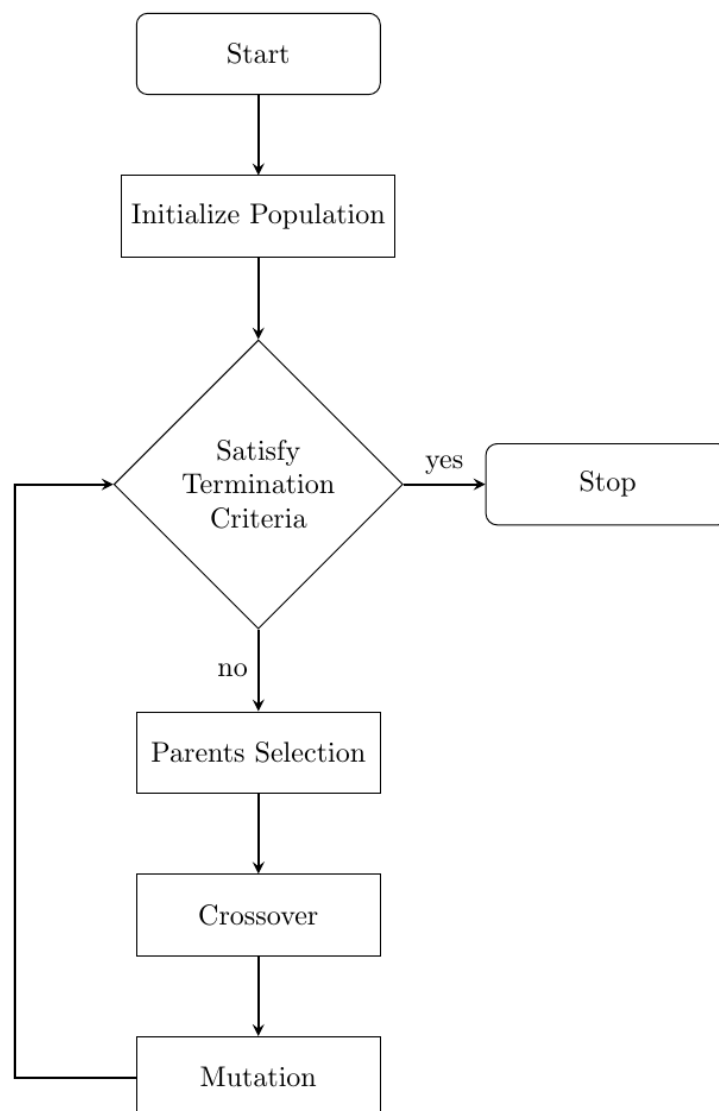 Start
Initialize Population
Satisfy
Termination
Criteria
yes
Stop
no
Parents Selection
Crossover
Mutation